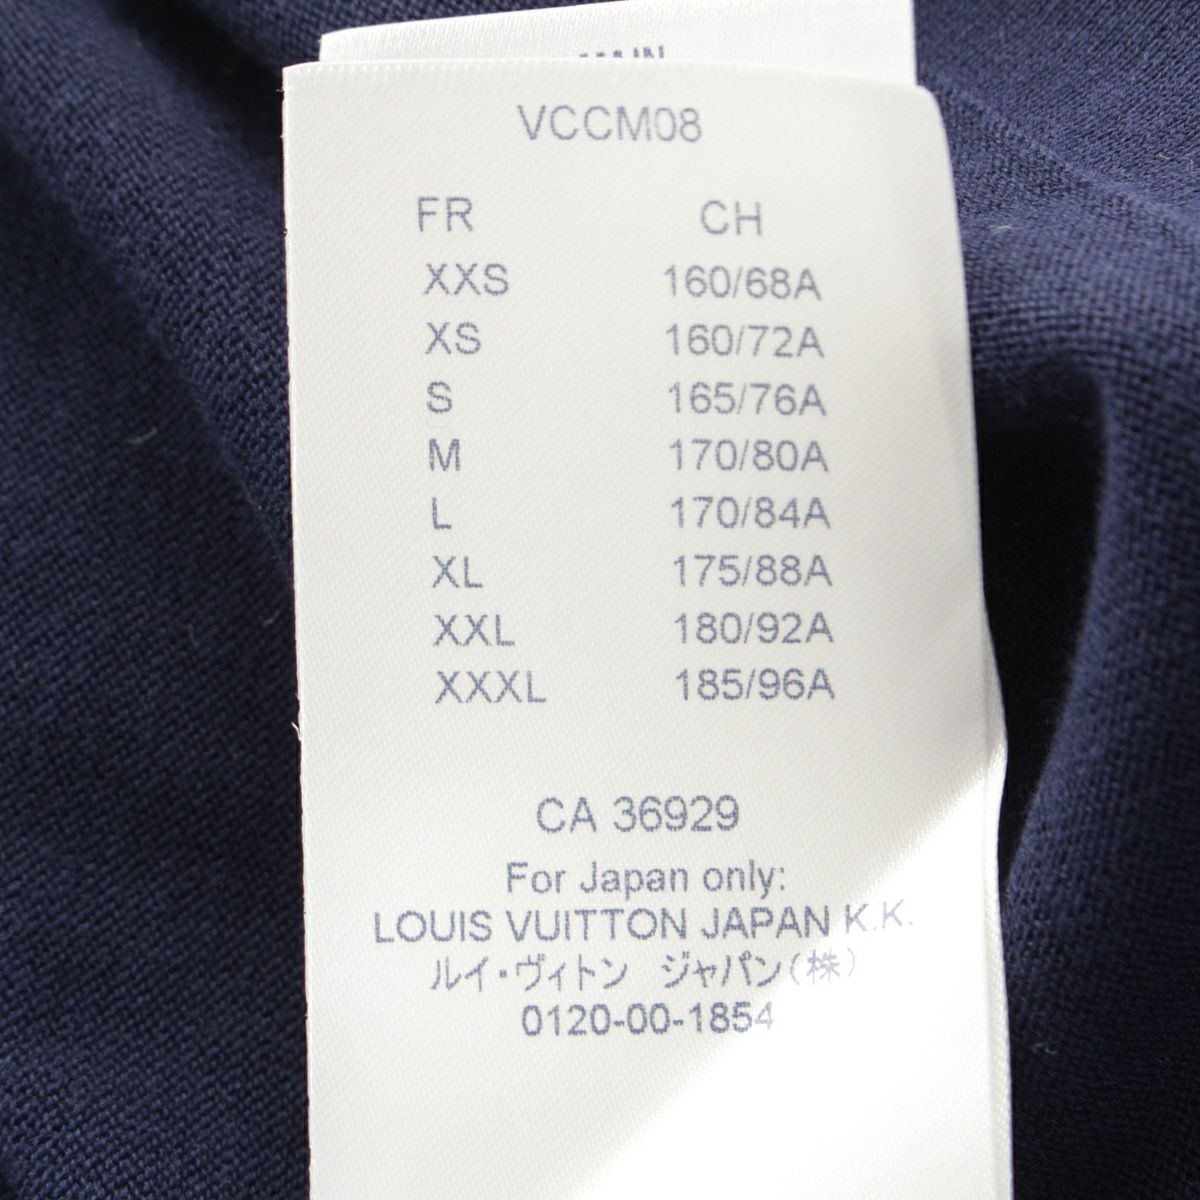 VCCM08
FR CH
XXS 160/68A
XS 160/72A
S 165/76A
M 170/80A
L 170/84A
XL 175/88A
XXL 180/92A
XXXL 185/96A
CA 36929
For Japan only:
LOUIS VUITTON JAPAN K.K.
ルイ・ヴィトン ジャパン(株)
0120-00-1854